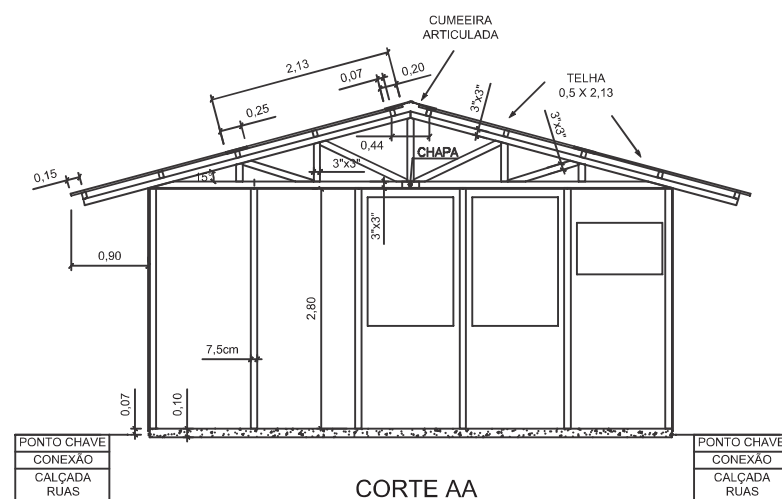 CUMEEIRA
ARTICULADA
2,13
0,07
0,20
TELHA
0,5 X 2,13
0,25
3"x3"
3"x3"
0,44
CHAPA
0,15
15°
3"x3"
3"x3"
0,90
2,80
7,5cm
0,07
0,10
PONTO CHAVE
CONEXÃO
CALÇADA
RUAS
PONTO CHAVE
CONEXÃO
CALÇADA
RUAS
CORTE AA